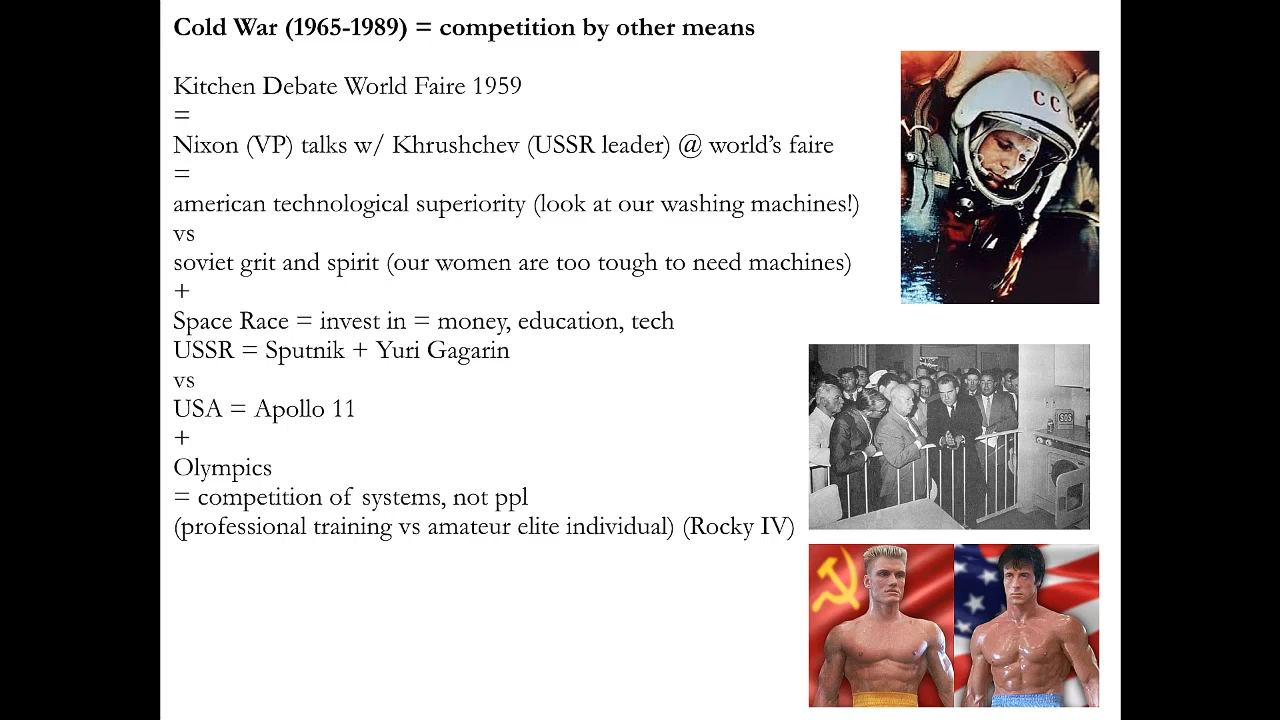 Cold War (1965-1989) = competition by other means
Kitchen Debate World Faire 1959
=
Nixon (VP) talks w/ Khrushchev (USSR leader) @ world’s faire
=
american technological superiority (look at our washing machines!)
vs
soviet grit and spirit (our women are too tough to need machines)
+
Space Race = invest in = money, education, tech
USSR = Sputnik + Yuri Gagarin
vs
USA = Apollo 11
+
Olympics
= competition of systems, not ppl
(professional training vs amateur elite individual) (Rocky IV)
CC
SOS